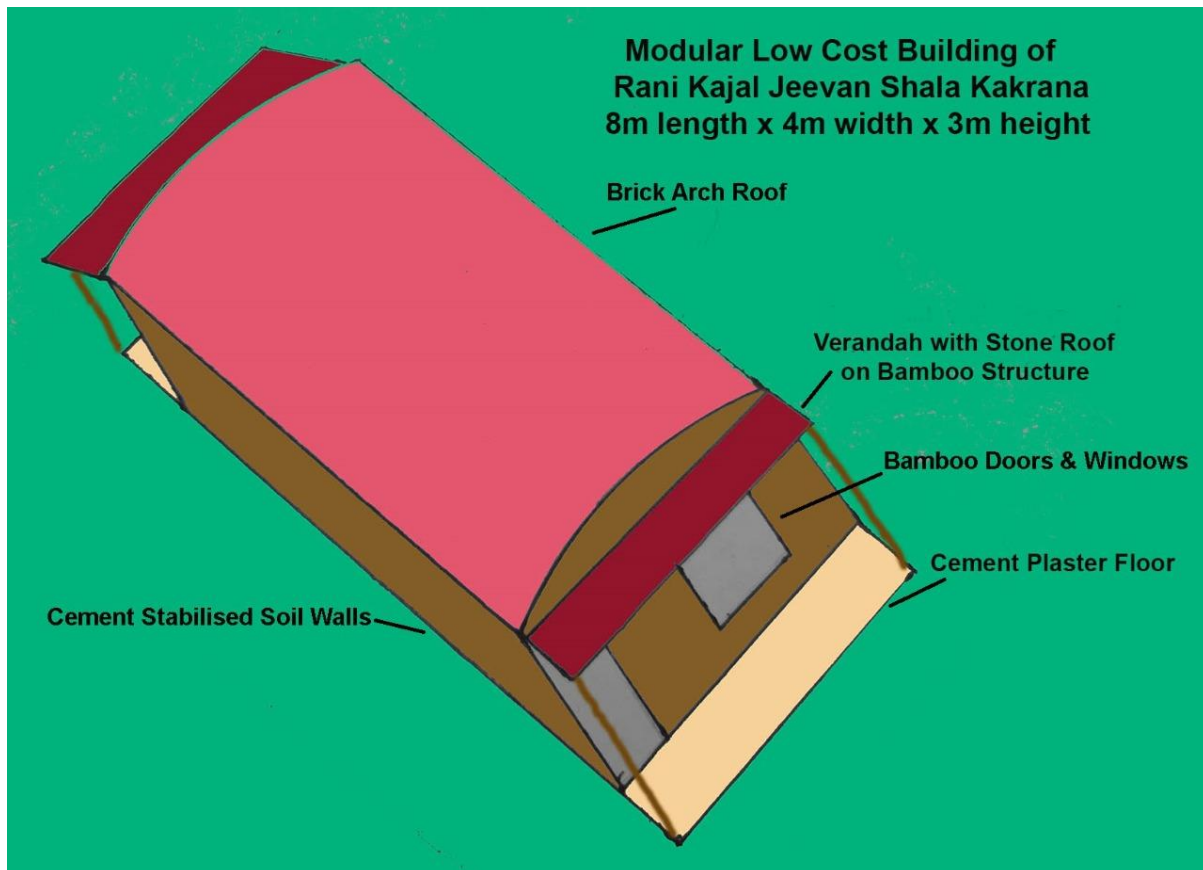 Modular Low Cost Building of
Rani Kajal Jeevan Shala Kakrana
8m length x 4m width x 3m height
Brick Arch Roof
Verandah with Stone Roof
on Bamboo Structure
Bamboo Doors & Windows
Cement Plaster Floor
Cement Stabilised Soil Walls